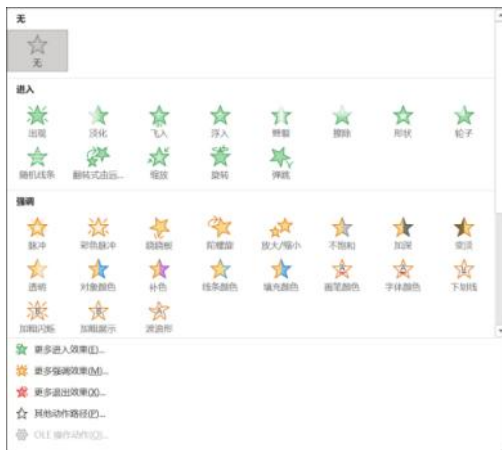 无
无
进入
出现 淡化 飞入 浮入 劈裂 擦除 形状 轮子
随机线条 翻转式由远... 缩放 旋转 弹跳
强调
脉冲 彩色脉冲 跷跷板 陀螺旋 放大/缩小 不饱和 加深 变淡
透明 对象颜色 补色 线条颜色 填充颜色 画笔颜色 字体颜色 下划线
加粗闪烁 加粗展示 波浪形
更多进入效果(E)...
更多强调效果(M)...
更多退出效果(X)...
其他动作路径(P)...
OLE 操作动作(O)...